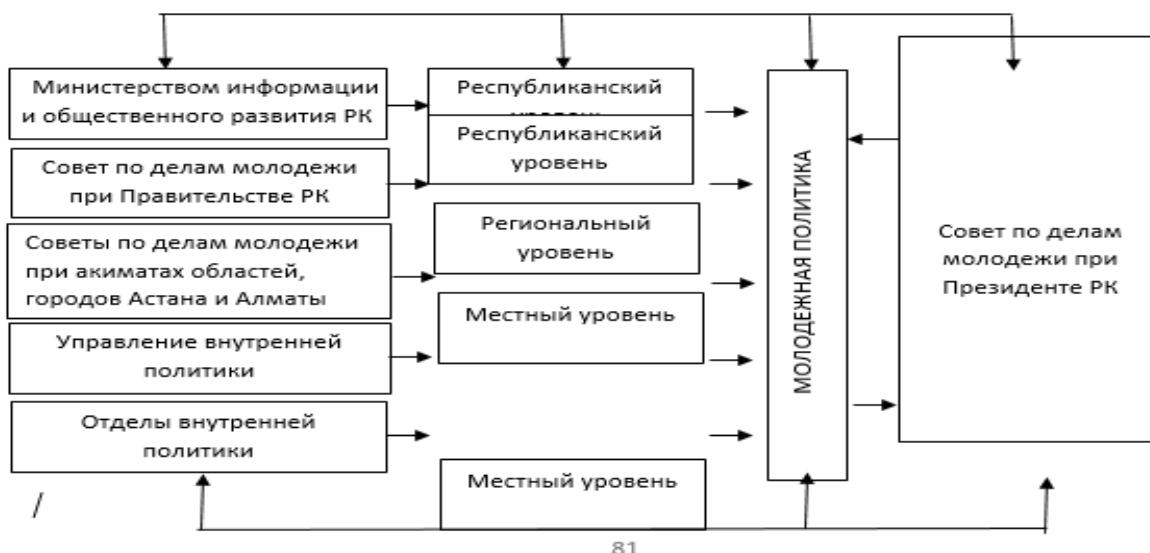 Министерством информации
и общественного развития РК
Совет по делам молодежи
при Правительстве РК
Советы по делам молодежи
при акиматах областей,
городов Астана и Алматы
Управление внутренней
политики
Отделы внутренней
политики
/
Республиканский
уровень
Республиканский
уровень
Региональный
уровень
Местный уровень
Местный уровень
МОЛОДЕЖНАЯ ПОЛИТИКА
Совет по делам
молодежи при
Президенте РК
81